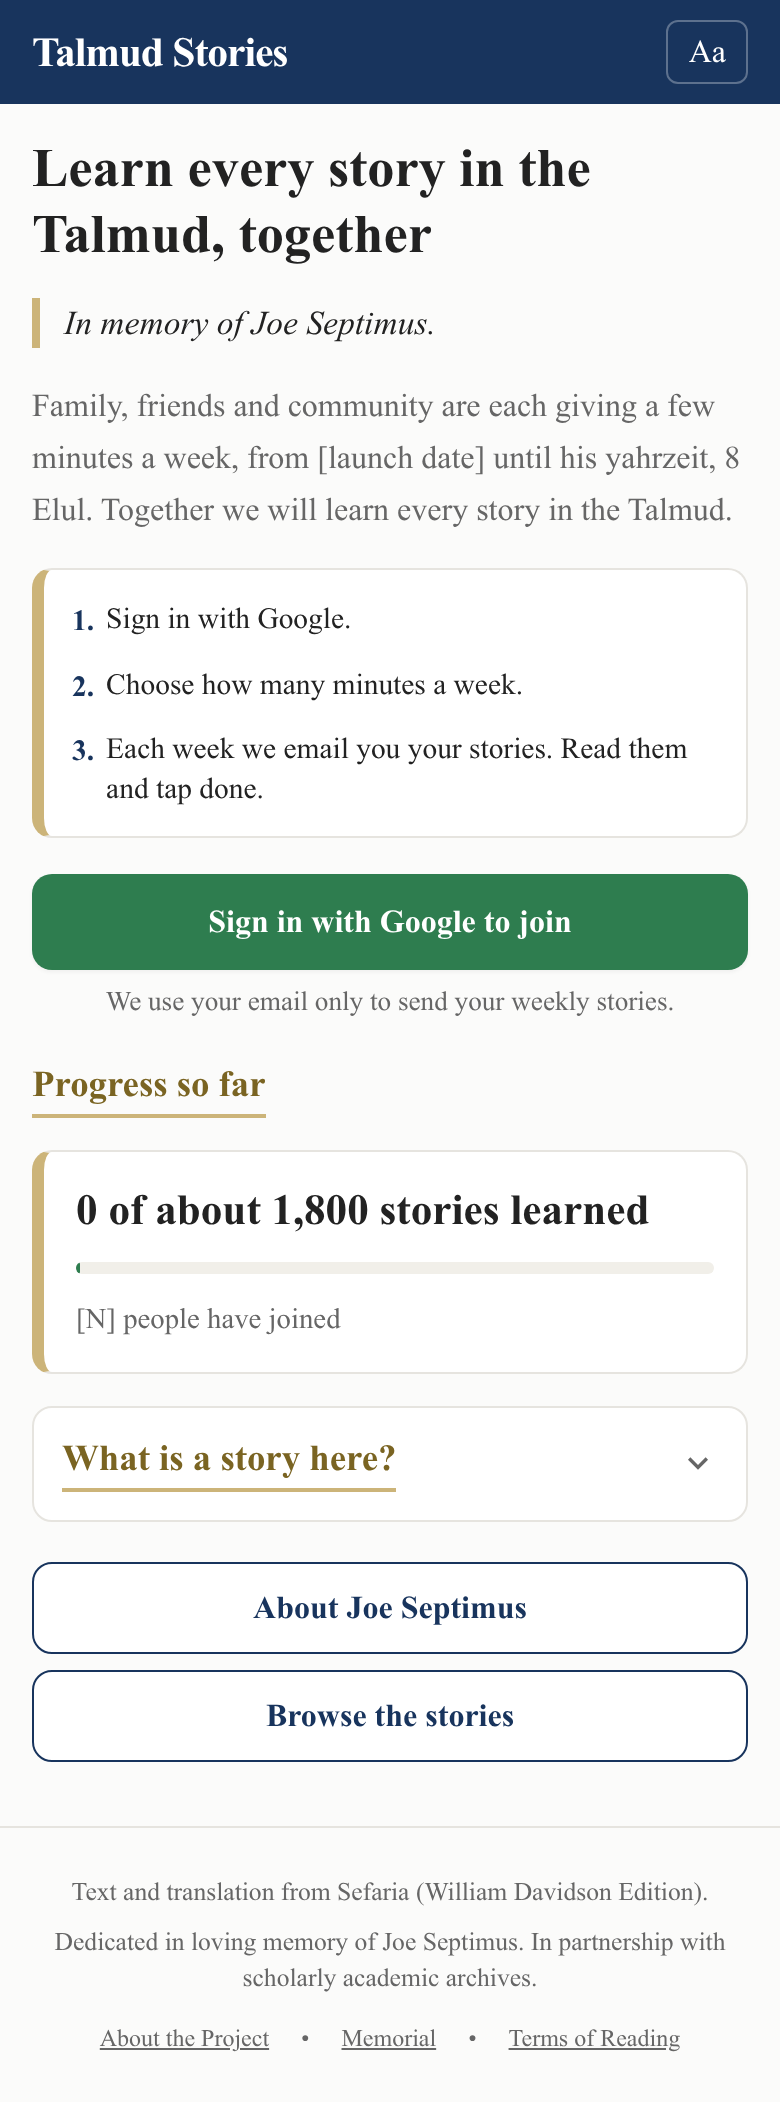 Talmud Stories
Aa
Learn every story in the
Talmud, together
In memory of Joe Septimus.
Family, friends and community are each giving a few
minutes a week, from [launch date] until his yahrzeit, 8
Elul. Together we will learn every story in the Talmud.
1. Sign in with Google.
2. Choose how many minutes a week.
3. Each week we email you your stories. Read them
and tap done.
Sign in with Google to join
We use your email only to send your weekly stories.
Progress so far
0 of about 1,800 stories learned
[N] people have joined
What is a story here?
About Joe Septimus
Browse the stories
Text and translation from Sefaria (William Davidson Edition).
Dedicated in loving memory of Joe Septimus. In partnership with
scholarly academic archives.
About the Project • Memorial • Terms of Reading